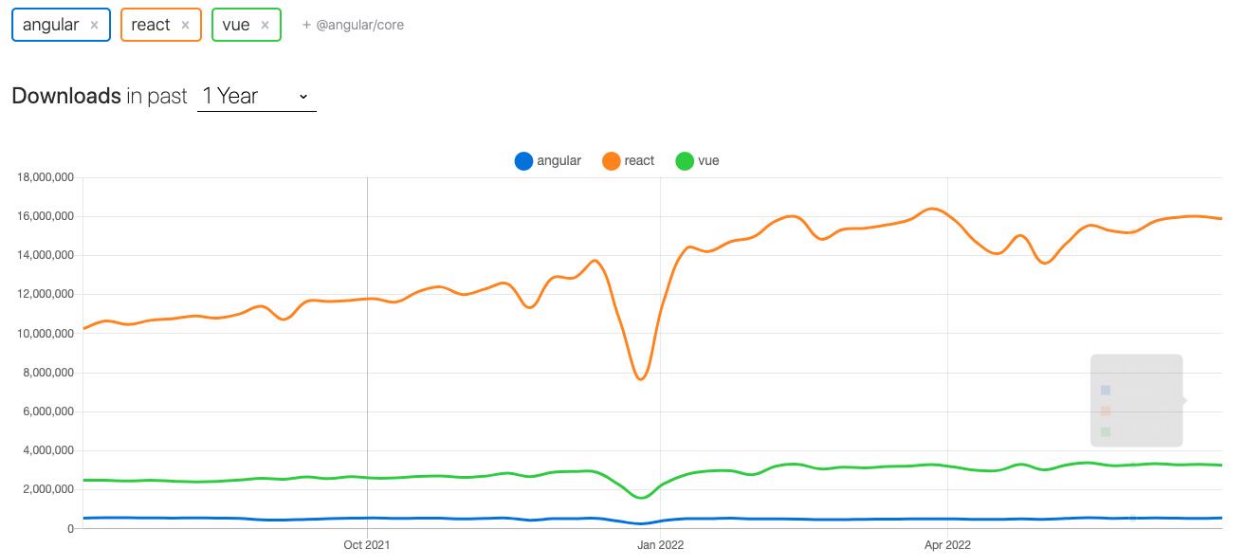 angular × react × vue × + @angular/core
Downloads in past 1 Year
angular react vue
18,000,000
16,000,000
14,000,000
12,000,000
10,000,000
8,000,000
6,000,000
4,000,000
2,000,000
0
Oct 2021 Jan 2022 Apr 2022